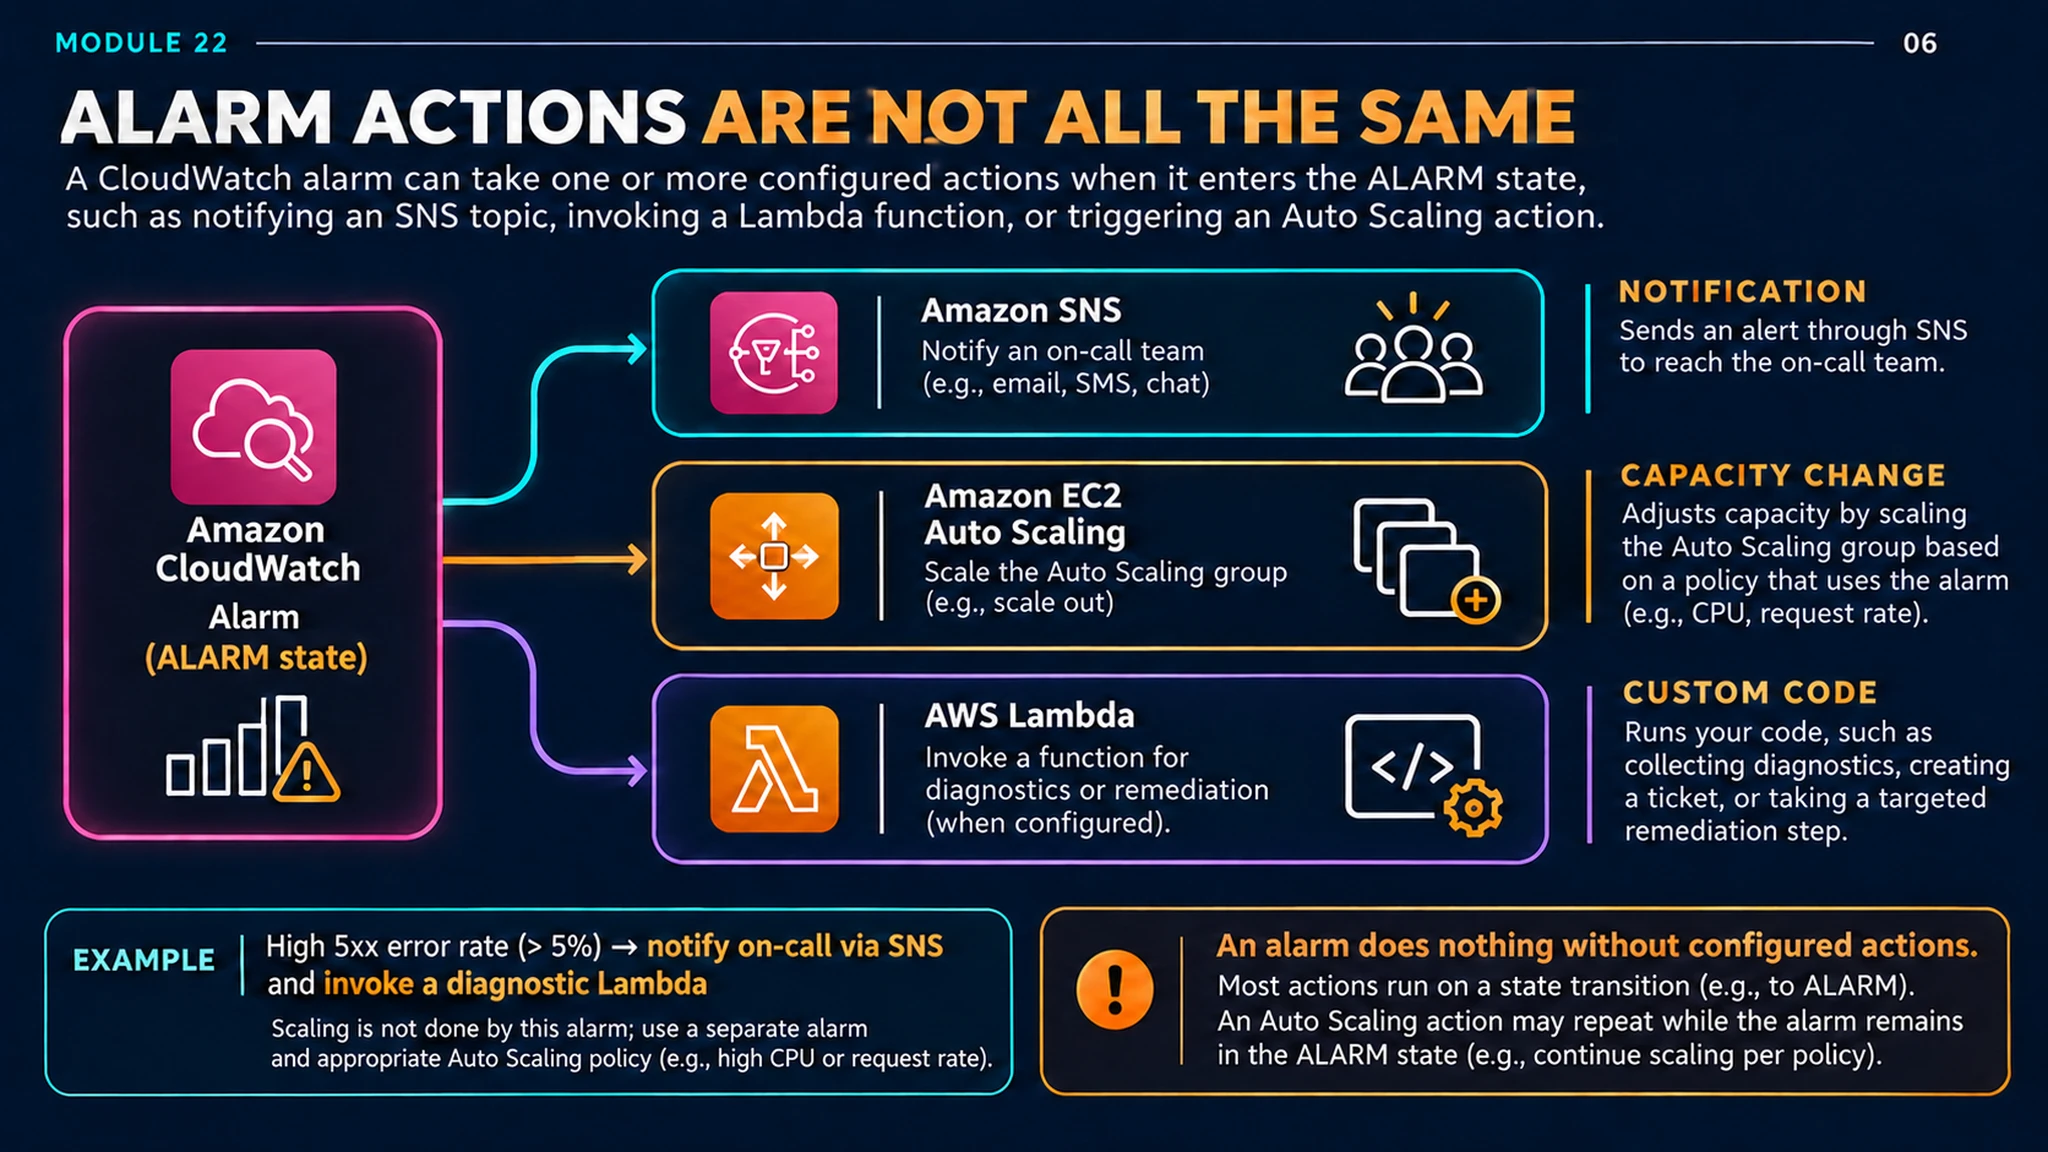 MODULE 22
06
ALARM ACTIONS ARE NOT ALL THE SAME
A CloudWatch alarm can take one or more configured actions when it enters the ALARM state,
such as notifying an SNS topic, invoking a Lambda function, or triggering an Auto Scaling action.
Amazon
CloudWatch
Alarm
(ALARM state)
Amazon SNS
Notify an on-call team
(e.g., email, SMS, chat)
NOTIFICATION
Sends an alert through SNS
to reach the on-call team.
Amazon EC2
Auto Scaling
Scale the Auto Scaling group
(e.g., scale out)
CAPACITY CHANGE
Adjusts capacity by scaling
the Auto Scaling group based
on a policy that uses the alarm
(e.g., CPU, request rate).
AWS Lambda
Invoke a function for
diagnostics or remediation
(when configured).
</>
CUSTOM CODE
Runs your code, such as
collecting diagnostics, creating
a ticket, or taking a targeted
remediation step.
EXAMPLE
High 5xx error rate (> 5%) → notify on-call via SNS
and invoke a diagnostic Lambda
Scaling is not done by this alarm; use a separate alarm
and appropriate Auto Scaling policy (e.g., high CPU or request rate).
An alarm does nothing without configured actions.
Most actions run on a state transition (e.g., to ALARM).
An Auto Scaling action may repeat while the alarm remains
in the ALARM state (e.g., continue scaling per policy).